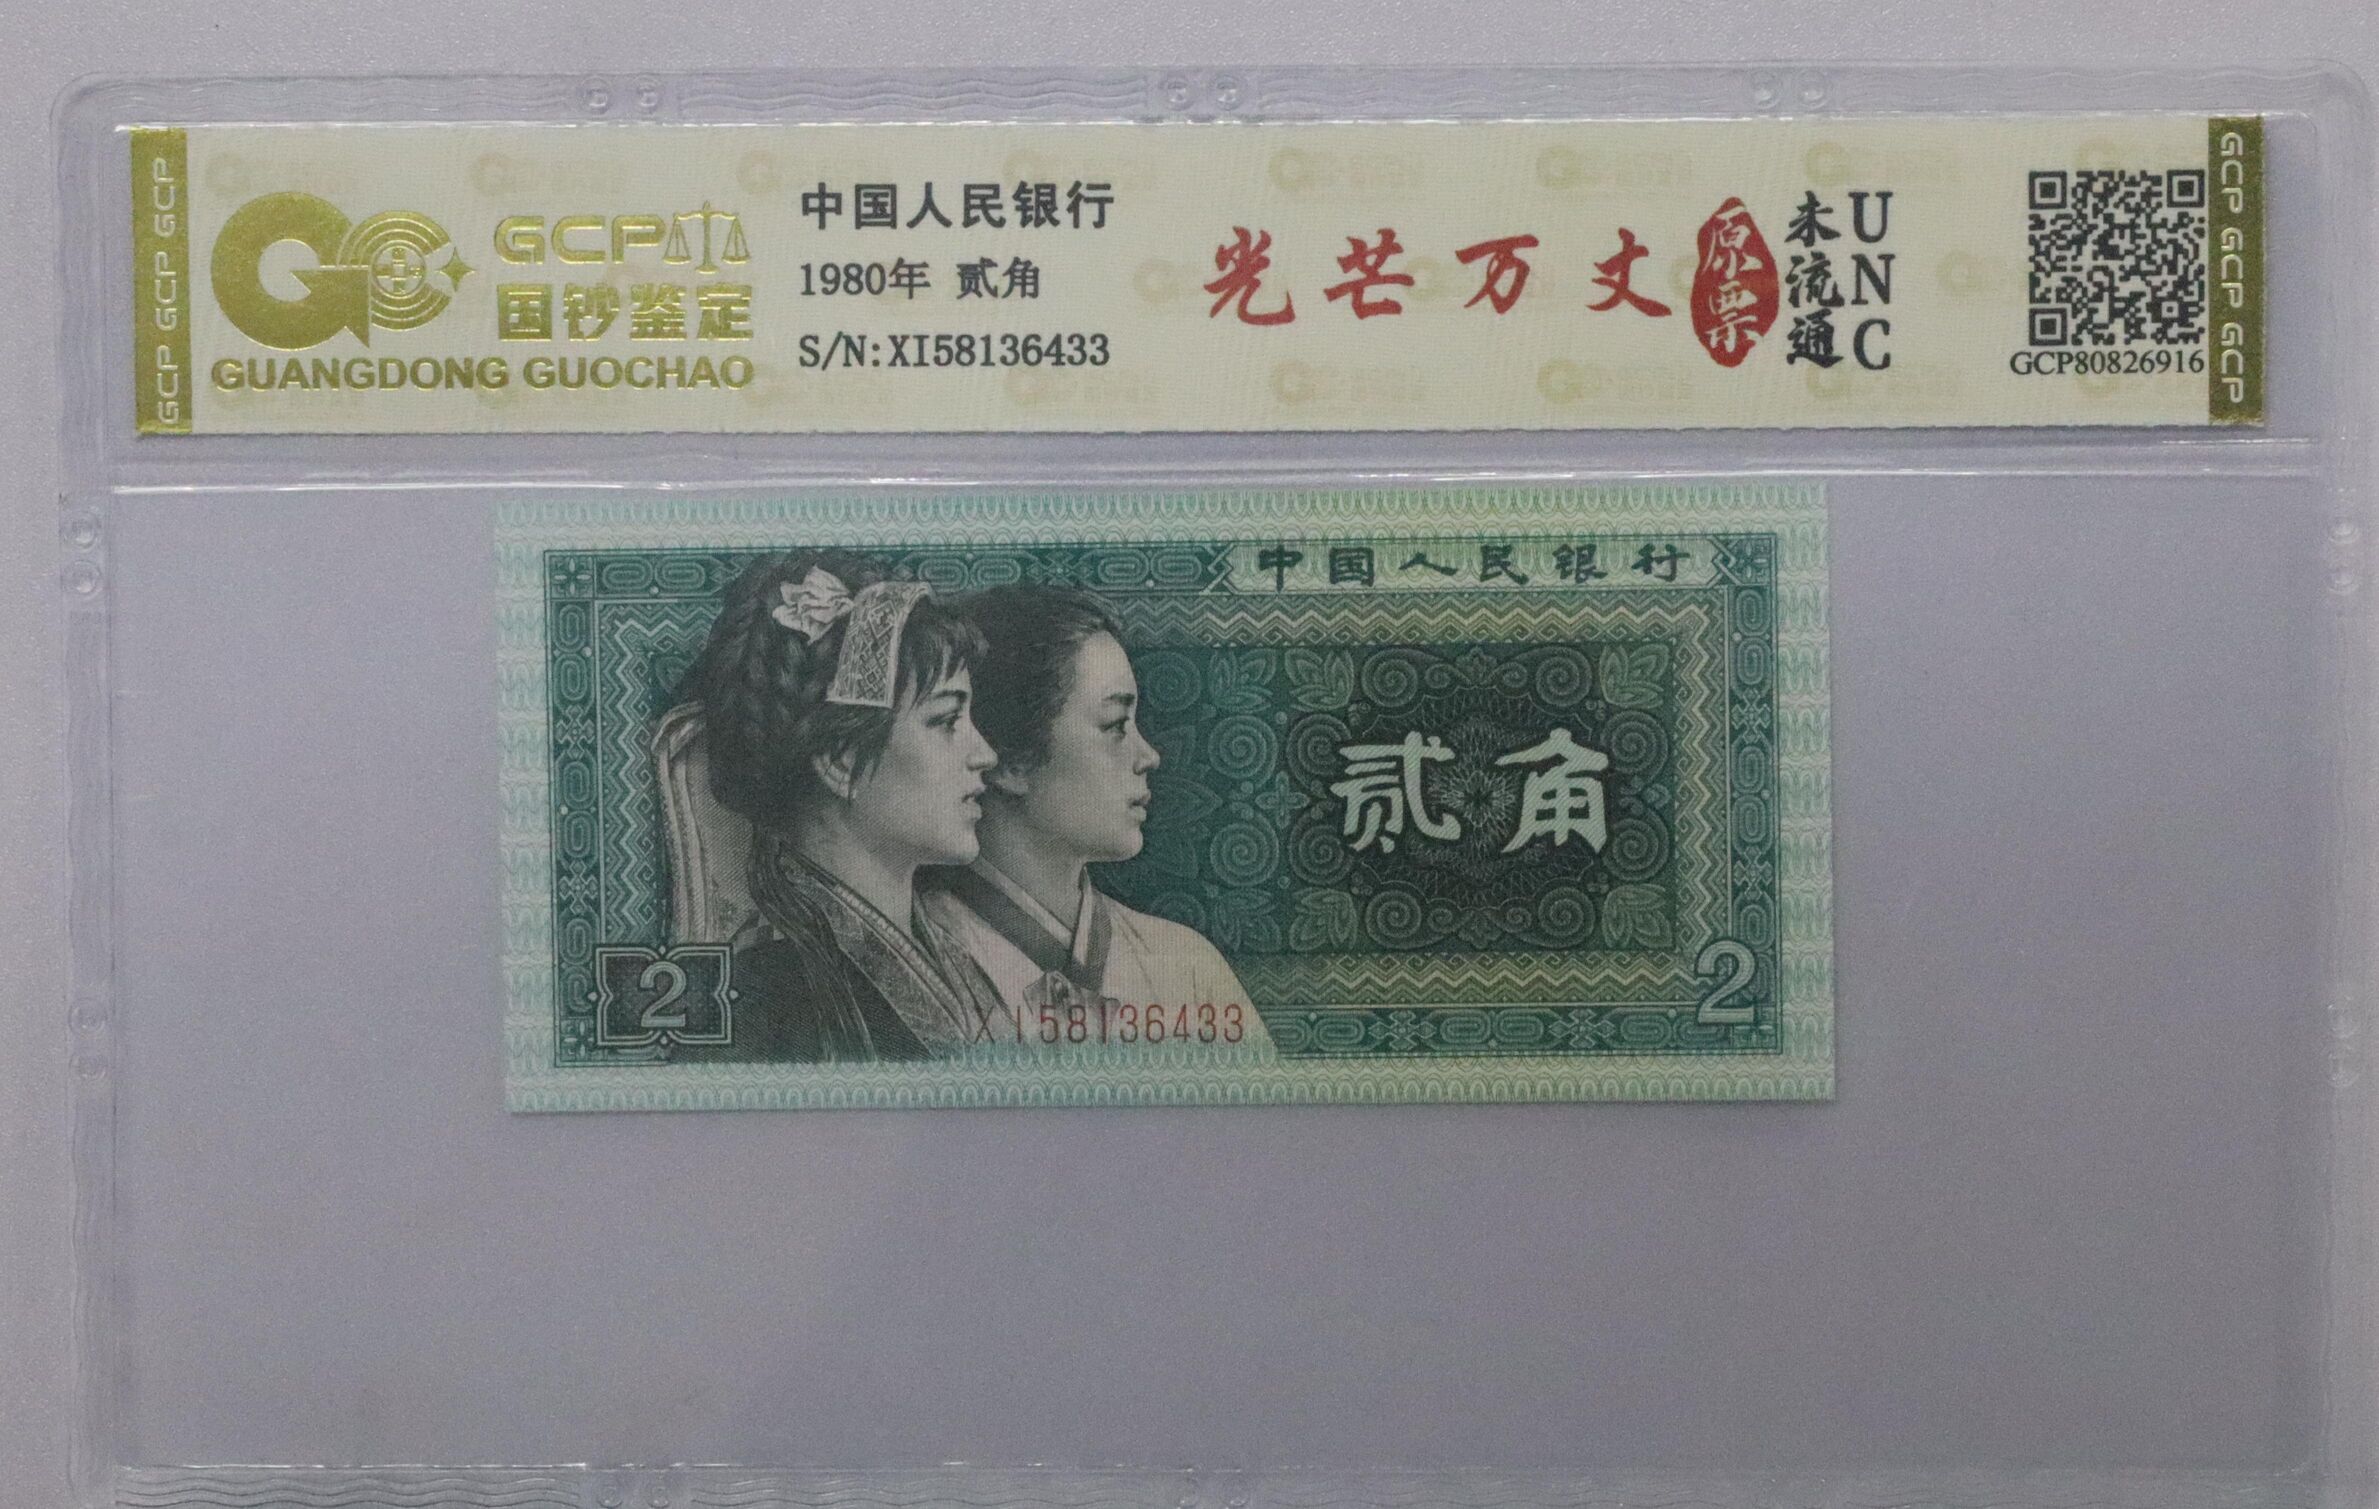 GCP GCP GCP
GCP
国钞鉴定
GUANGDONG GUOCHAO
中国人民银行
1980年 贰角
S/N:XI58136433
光芒万丈
原票
未流通
UNC
GCP80826916
GCP GCP GCP
中国人民银行
贰角
2
2
XI58136433